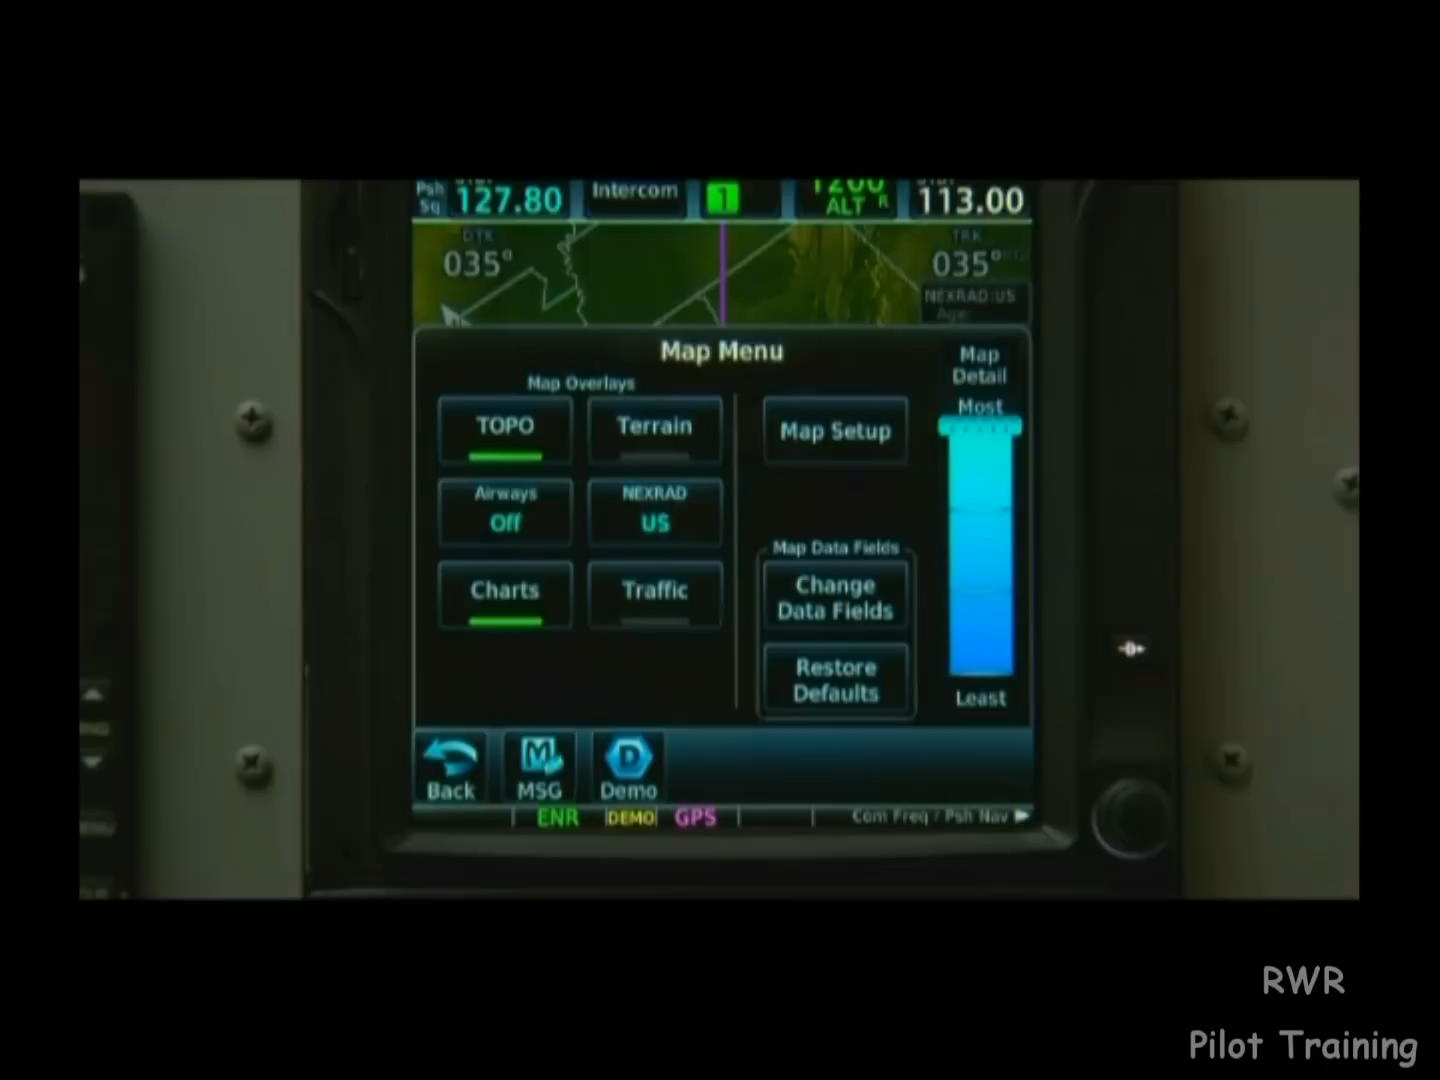 Psh
Sq
127.80
Intercom
1
1200
ALT R
113.00
DTK
035°
TRK
035°
NEXRAD:US
Age:
Map Menu
Map Overlays
TOPO
Terrain
Airways
Off
NEXRAD
US
Charts
Traffic
Map Setup
Map Data Fields
Change
Data Fields
Restore
Defaults
Map
Detail
Most
Least
Back
M
MSG
D
Demo
ENR
DEMO
GPS
Com Freq / Psh Nav
RWR
Pilot Training